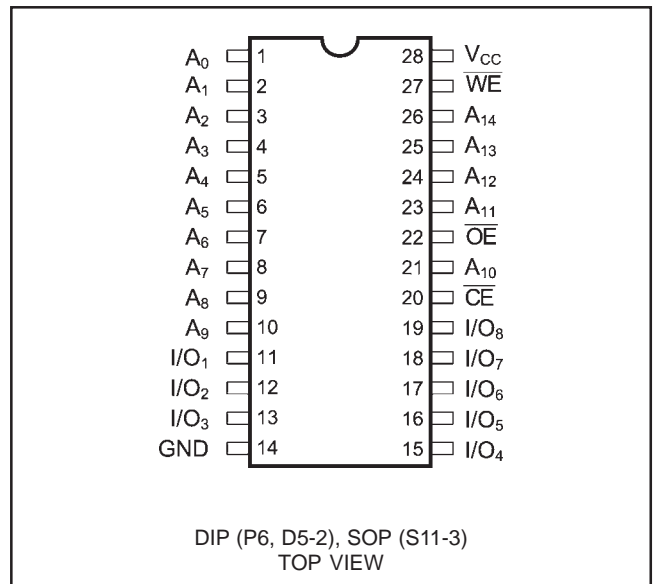 A0 1 28 VCC
A1 2 27 W̅E̅
A2 3 26 A14
A3 4 25 A13
A4 5 24 A12
A5 6 23 A11
A6 7 22 O̅E̅
A7 8 21 A10
A8 9 20 C̅E̅
A9 10 19 I/O8
I/O1 11 18 I/O7
I/O2 12 17 I/O6
I/O3 13 16 I/O5
GND 14 15 I/O4
DIP (P6, D5-2), SOP (S11-3)
TOP VIEW